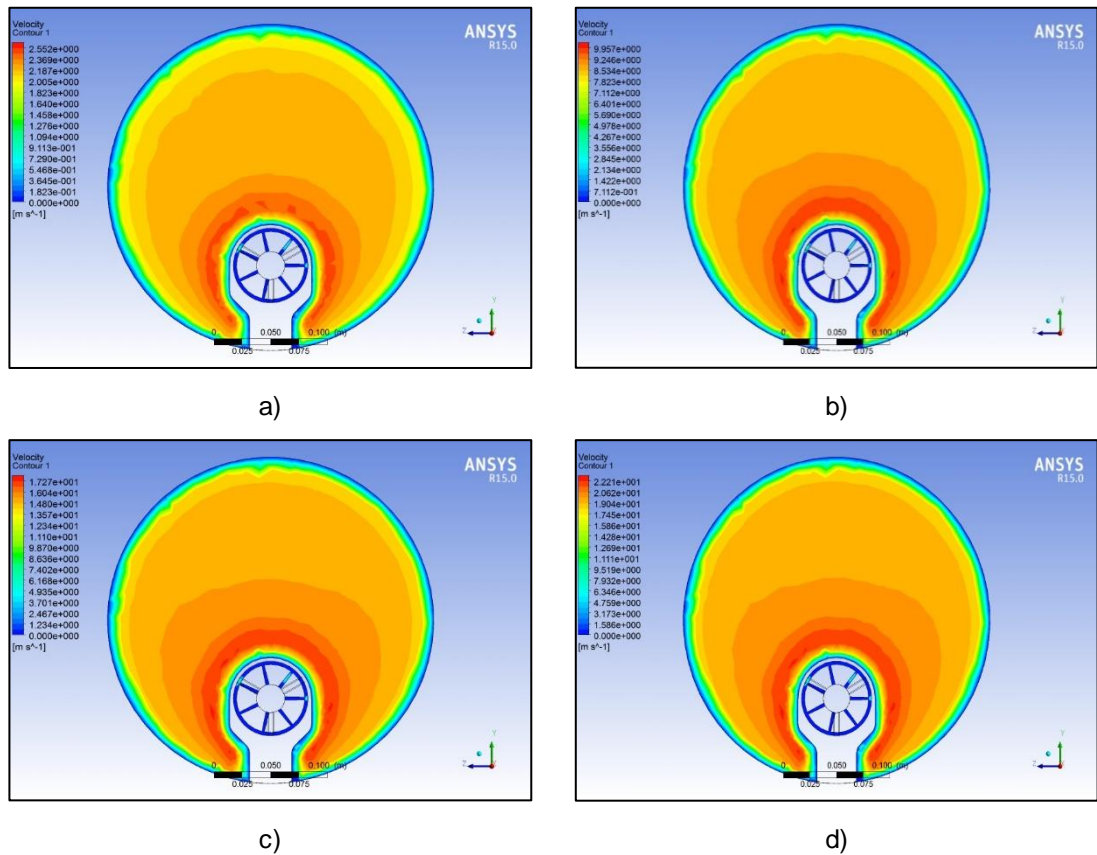 Velocity
Contour 1
2.552e+000
2.369e+000
2.187e+000
2.005e+000
1.823e+000
1.640e+000
1.458e+000
1.276e+000
1.094e+000
9.113e-001
7.290e-001
5.468e-001
3.645e-001
1.823e-001
0.000e+000
[m s^-1]
ANSYS
R15.0
0 0.050 0.100 (m)
0.025 0.075
Y
Z
X
a)
Velocity
Contour 1
9.957e+000
9.246e+000
8.534e+000
7.823e+000
7.112e+000
6.401e+000
5.690e+000
4.978e+000
4.267e+000
3.556e+000
2.845e+000
2.134e+000
1.422e+000
7.112e-001
0.000e+000
[m s^-1]
ANSYS
R15.0
0 0.050 0.100 (m)
0.025 0.075
Y
Z
X
b)
Velocity
Contour 1
1.727e+001
1.604e+001
1.480e+001
1.357e+001
1.234e+001
1.110e+001
9.870e+000
8.636e+000
7.402e+000
6.168e+000
4.935e+000
3.701e+000
2.467e+000
1.234e+000
0.000e+000
[m s^-1]
ANSYS
R15.0
0 0.050 0.100 (m)
0.025 0.075
Y
Z
X
c)
Velocity
Contour 1
2.221e+001
2.062e+001
1.904e+001
1.745e+001
1.586e+001
1.428e+001
1.269e+001
1.111e+001
9.519e+000
7.932e+000
6.346e+000
4.759e+000
3.173e+000
1.586e+000
0.000e+000
[m s^-1]
ANSYS
R15.0
0 0.050 0.100 (m)
0.025 0.075
Y
Z
X
d)